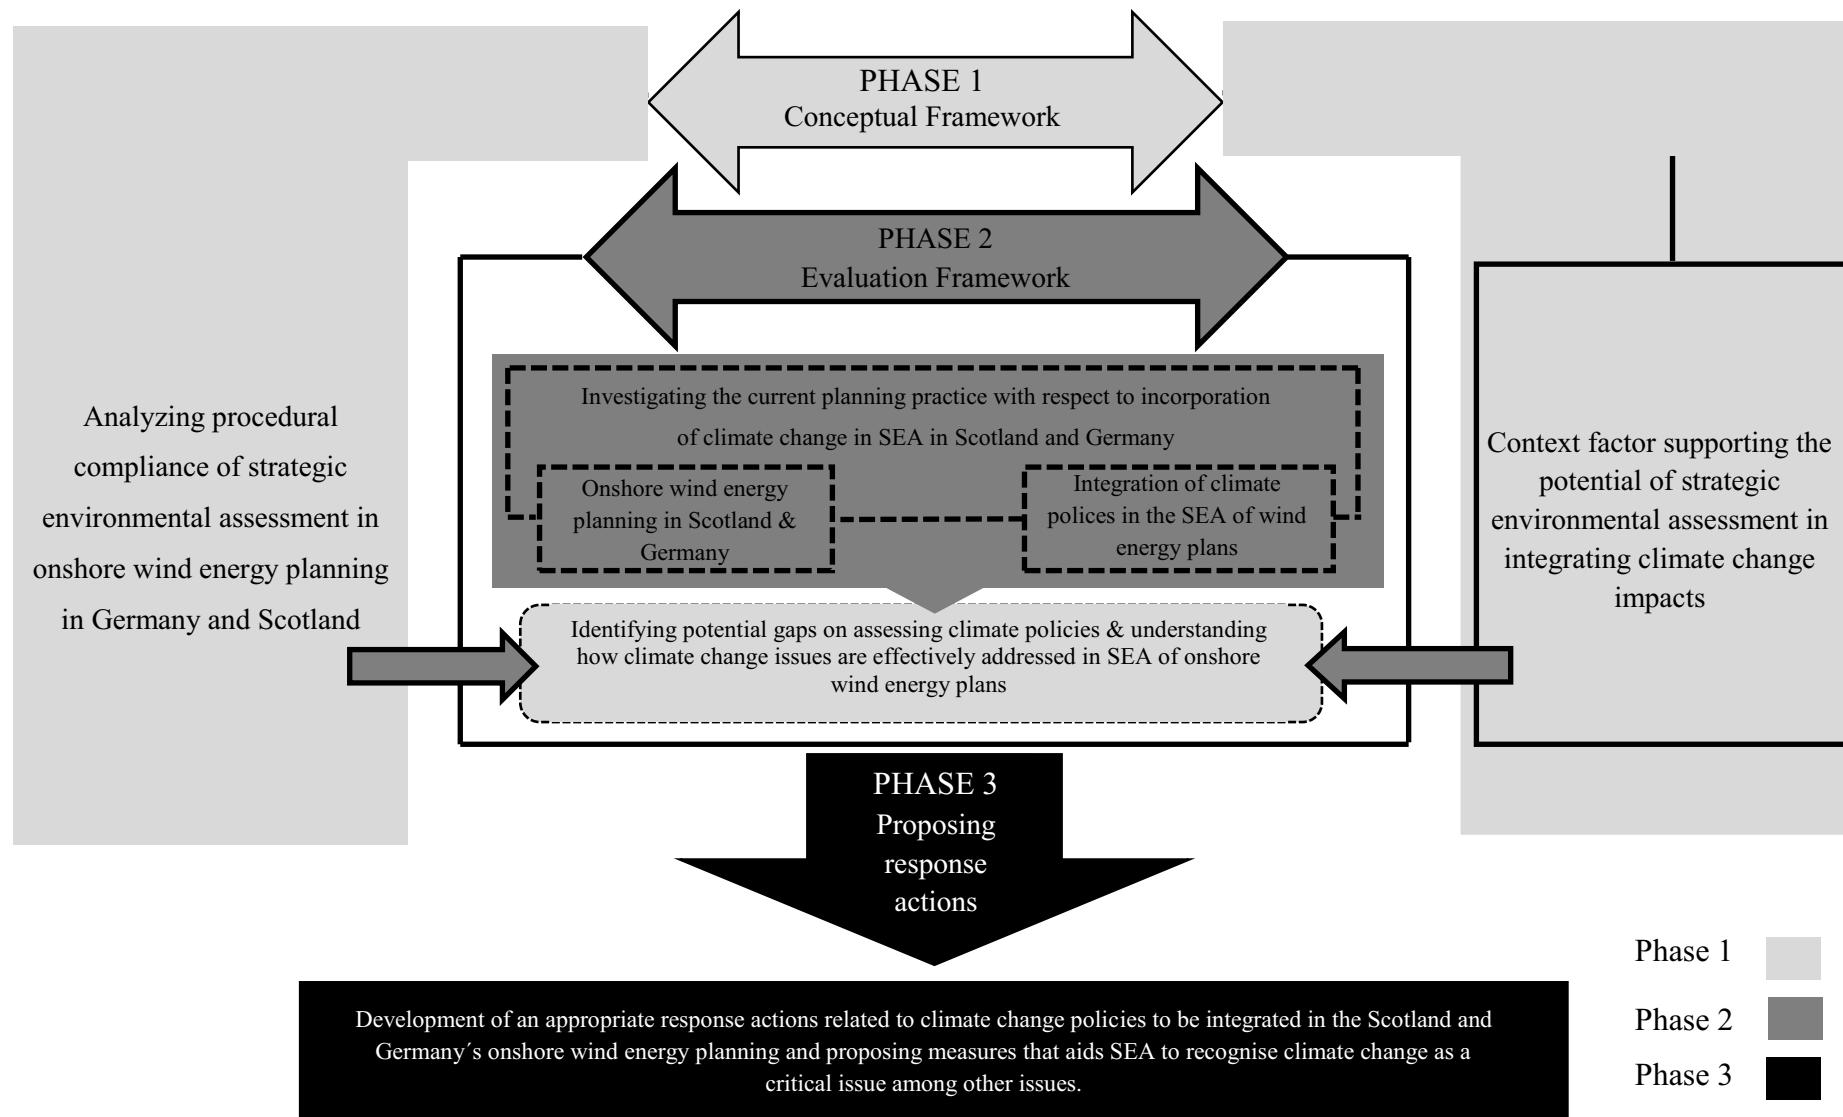 PHASE 1
Conceptual Framework
PHASE 2
Evaluation Framework
Analyzing procedural
compliance of strategic
environmental assessment in
onshore wind energy planning
in Germany and Scotland
Investigating the current planning practice with respect to incorporation
of climate change in SEA in Scotland and Germany
Onshore wind energy
planning in Scotland &
Germany
Integration of climate
polices in the SEA of wind
energy plans
Identifying potential gaps on assessing climate policies & understanding
how climate change issues are effectively addressed in SEA of onshore
wind energy plans
Context factor supporting the
potential of strategic
environmental assessment in
integrating climate change
impacts
PHASE 3
Proposing
response
actions
Development of an appropriate response actions related to climate change policies to be integrated in the Scotland and
Germany´s onshore wind energy planning and proposing measures that aids SEA to recognise climate change as a
critical issue among other issues.
Phase 1
Phase 2
Phase 3